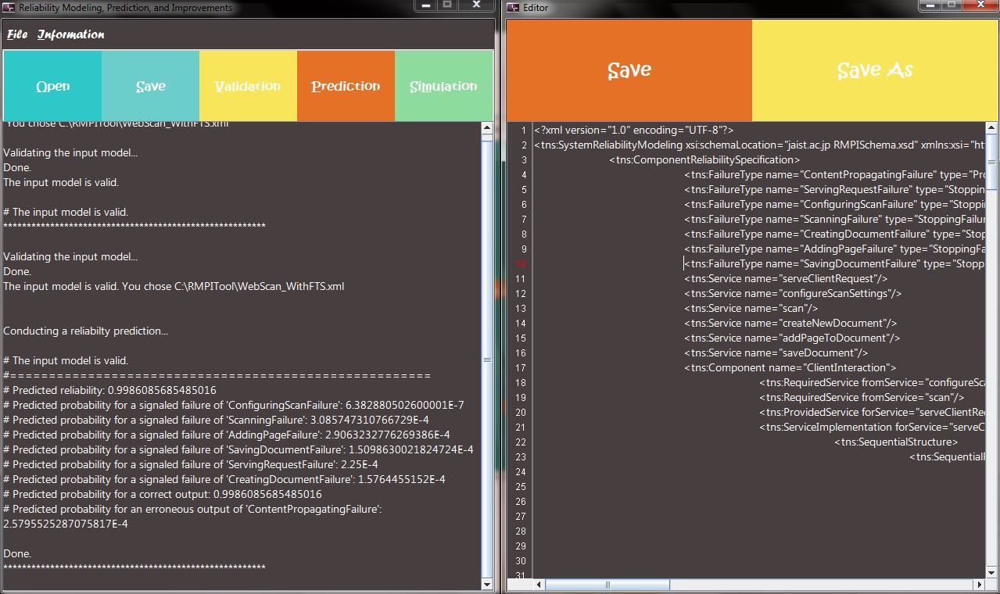 Reliability Modeling, Prediction, and Improvements
File Information
Open Save Validation Prediction Simulation
You chose C:\RMPITool\WebScan_WithFTS.xml
Validating the input model...
Done.
The input model is valid.
# The input model is valid.
********************************************************
Validating the input model...
Done.
The input model is valid. You chose C:\RMPITool\WebScan_WithFTS.xml
Conducting a reliabilty prediction...
# The input model is valid.
#======================================================
# Predicted reliability: 0.9986085685485016
# Predicted probability for a signaled failure of 'ConfiguringScanFailure': 6.382880502600001E-7
# Predicted probability for a signaled failure of 'ScanningFailure': 3.085747310766729E-4
# Predicted probability for a signaled failure of 'AddingPageFailure': 2.9063232776269386E-4
# Predicted probability for a signaled failure of 'SavingDocumentFailure': 1.5098630021824724E-4
# Predicted probability for a signaled failure of 'ServingRequestFailure': 2.25E-4
# Predicted probability for a signaled failure of 'CreatingDocumentFailure': 1.5764455152E-4
# Predicted probability for a correct output: 0.9986085685485016
# Predicted probability for an erroneous output of 'ContentPropagatingFailure':
2.5795525287075817E-4
Done.
********************************************************
Editor
Save Save As
1 <?xml version="1.0" encoding="UTF-8"?>
2 <tns:SystemReliabilityModeling xsi:schemaLocation="jaist.ac.jp RMPISchema.xsd" xmlns:xsi="ht
3 <tns:ComponentReliabilitySpecification>
4 <tns:FailureType name="ContentPropagatingFailure" type="Pro
5 <tns:FailureType name="ServingRequestFailure" type="Stopping
6 <tns:FailureType name="ConfiguringScanFailure" type="Stopping
7 <tns:FailureType name="ScanningFailure" type="StoppingFailur
8 <tns:FailureType name="CreatingDocumentFailure" type="Stop
9 <tns:FailureType name="AddingPageFailure" type="StoppingFa
10 <tns:FailureType name="SavingDocumentFailure" type="Stopp
11 <tns:Service name="serveClientRequest"/>
12 <tns:Service name="configureScanSettings"/>
13 <tns:Service name="scan"/>
14 <tns:Service name="createNewDocument"/>
15 <tns:Service name="addPageToDocument"/>
16 <tns:Service name="saveDocument"/>
17 <tns:Component name="ClientInteraction">
18 <tns:RequiredService fromService="configureSca
19 <tns:RequiredService fromService="scan"/>
20 <tns:ProvidedService forService="serveClientRec
21 <tns:ServiceImplementation forService="serveC
22 <tns:SequentialStructure>
23 <tns:SequentialP
24
25
26
27
28
29
30
31